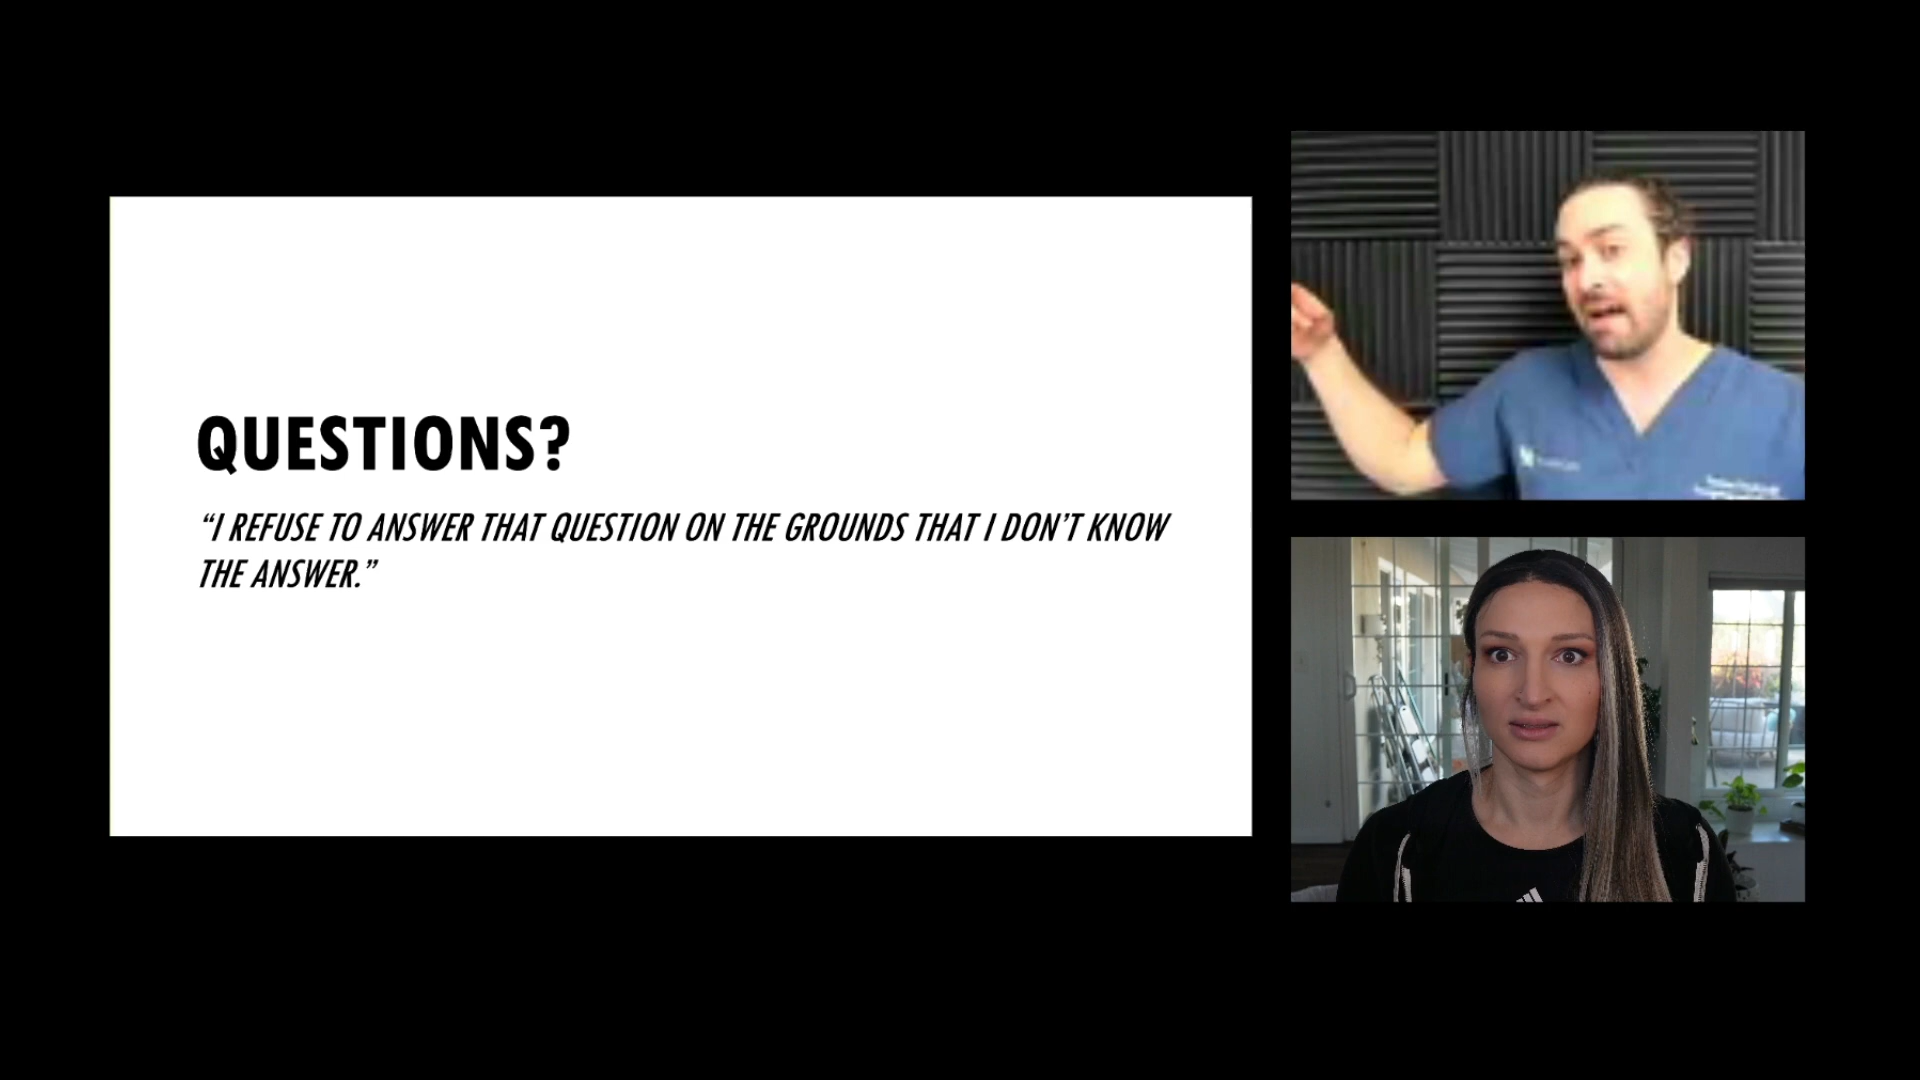 QUESTIONS?
“I REFUSE TO ANSWER THAT QUESTION ON THE GROUNDS THAT I DON’T KNOW
THE ANSWER.”